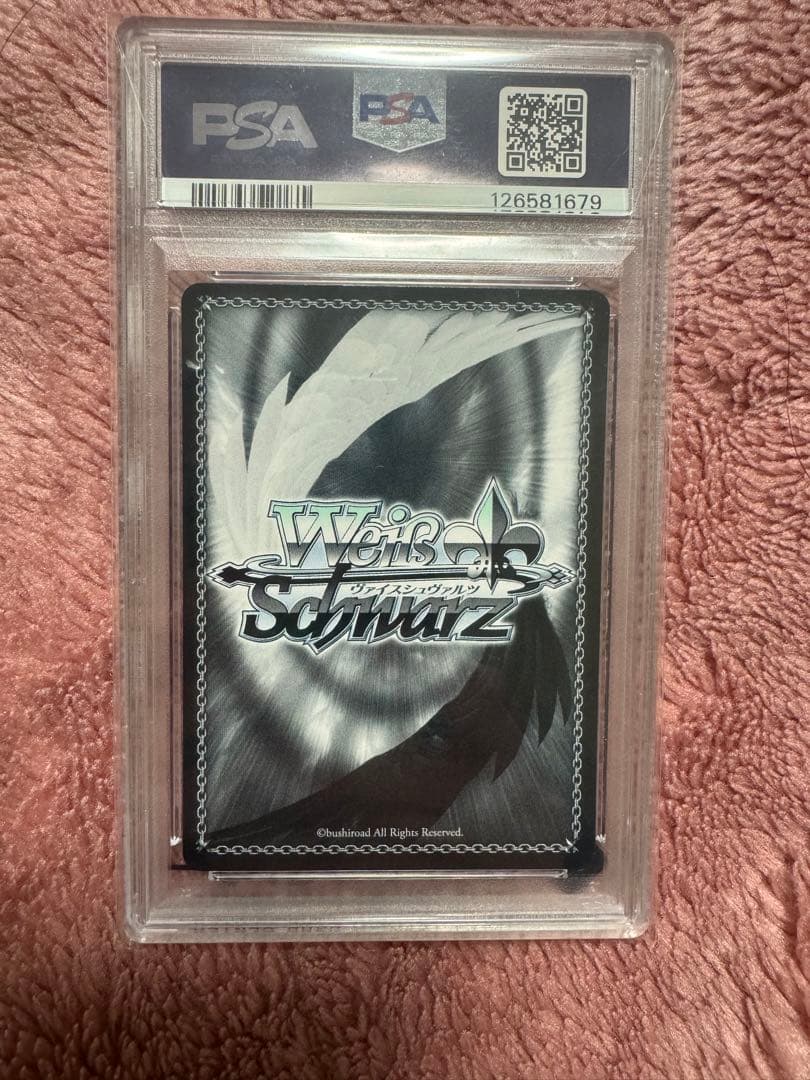 PSA
PSA
126581679
Weiß
ヴァイスシュヴァルツ
Schwarz
©bushiroad All Rights Reserved.